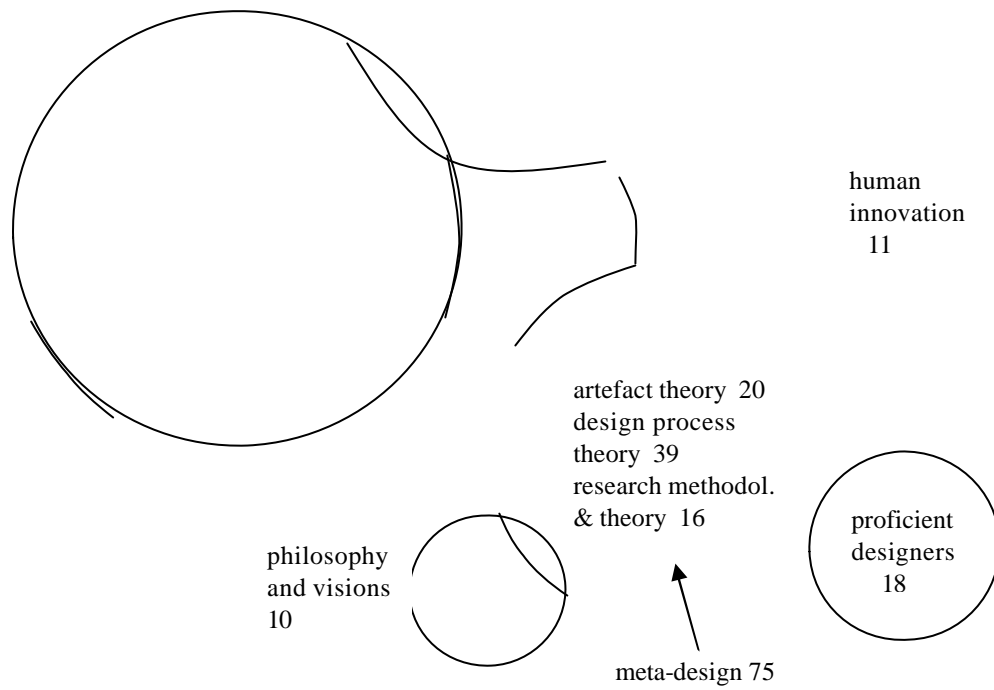 human
innovation
11
artefact theory 20
design process
theory 39
research methodol.
& theory 16
philosophy
and visions
10
proficient
designers
18
meta-design 75